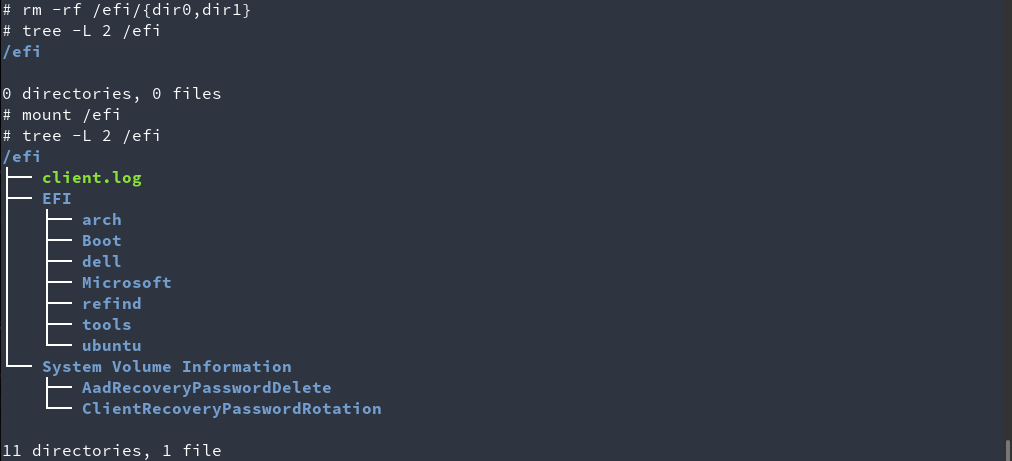 # rm -rf /efi/{dir0,dir1}
# tree -L 2 /efi
/efi

0 directories, 0 files
# mount /efi
# tree -L 2 /efi
/efi
├── client.log
├── EFI
│   ├── arch
│   ├── Boot
│   ├── dell
│   ├── Microsoft
│   ├── refind
│   ├── tools
│   └── ubuntu
└── System Volume Information
    ├── AadRecoveryPasswordDelete
    └── ClientRecoveryPasswordRotation

11 directories, 1 file